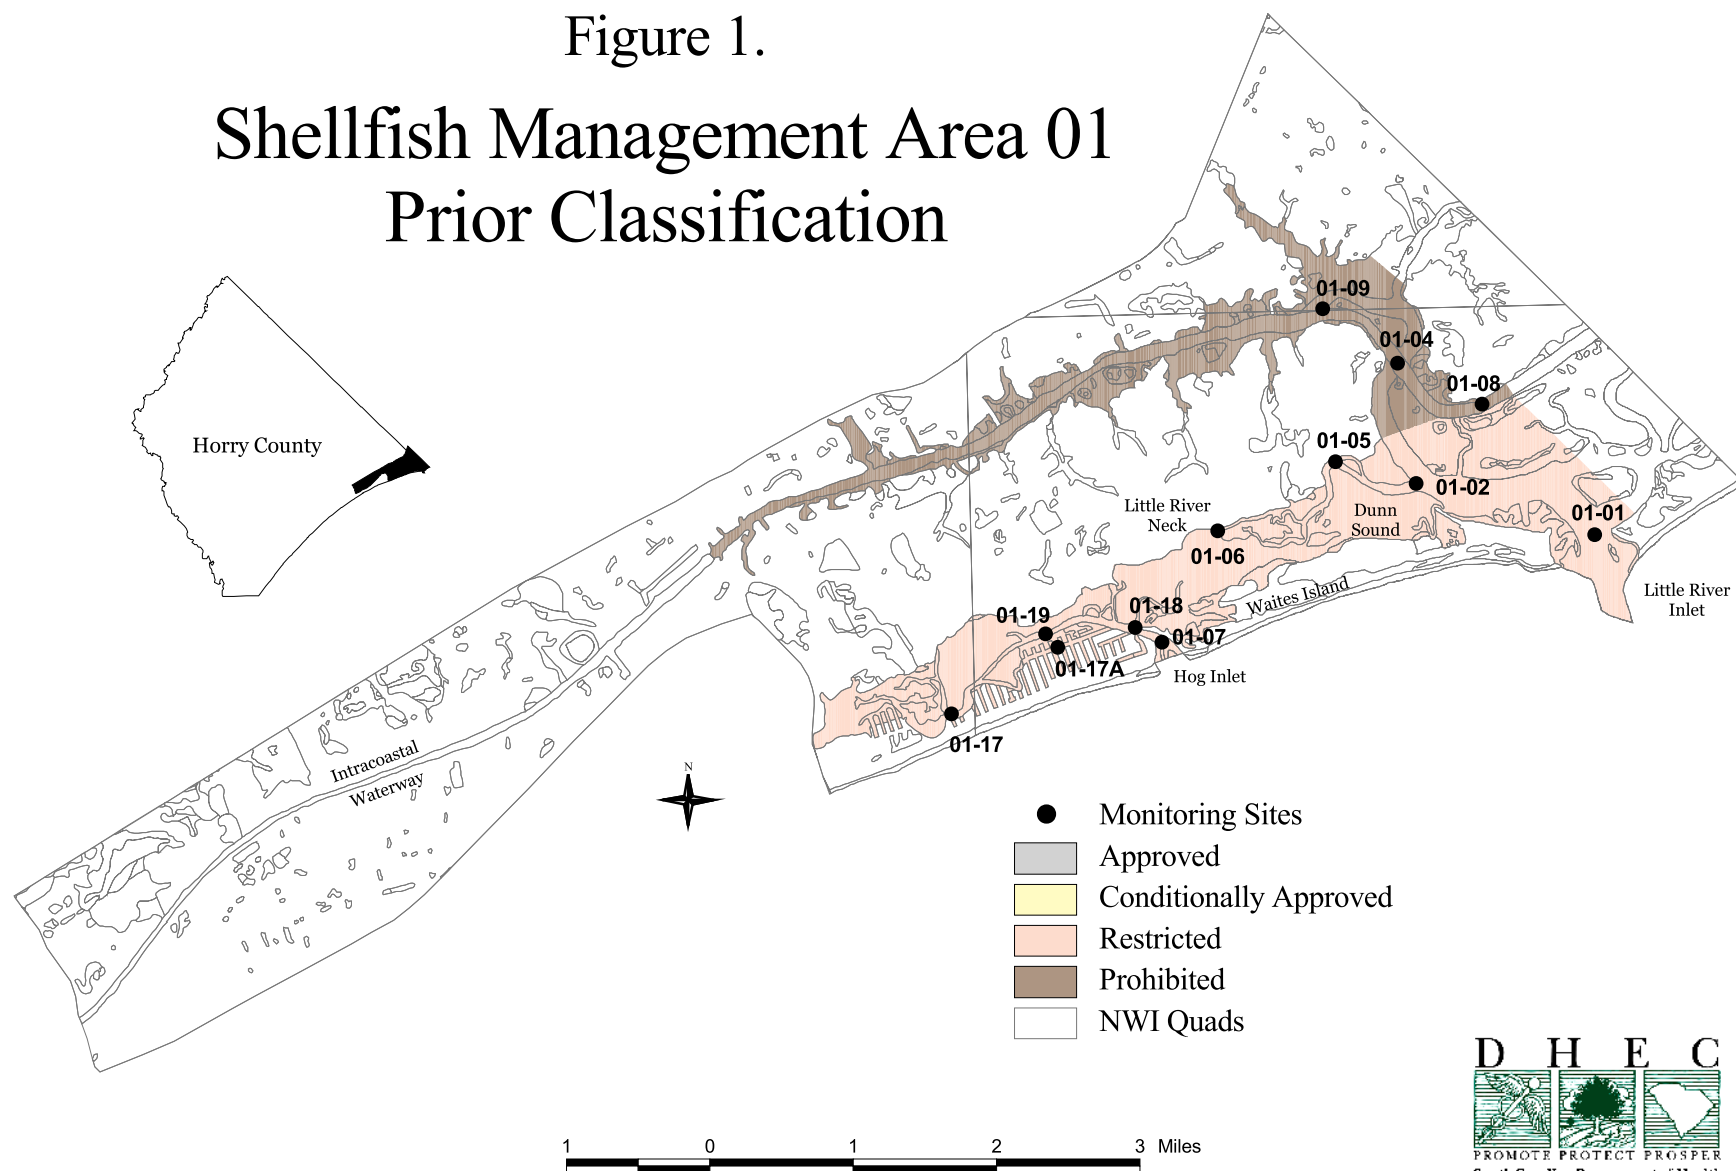 Figure 1.
Shellfish Management Area 01
Prior Classification
Horry County
01-09
01-04
01-08
01-05
01-02
Little River
Neck
Dunn
Sound
01-01
01-06
Waites Island
Little River
Inlet
01-19
01-18
01-07
01-17A
Hog Inlet
01-17
Intracoastal
Waterway
N
Monitoring Sites
Approved
Conditionally Approved
Restricted
Prohibited
NWI Quads
D H E C
PROMOTE PROTECT PROSPER
1 0 1 2 3 Miles